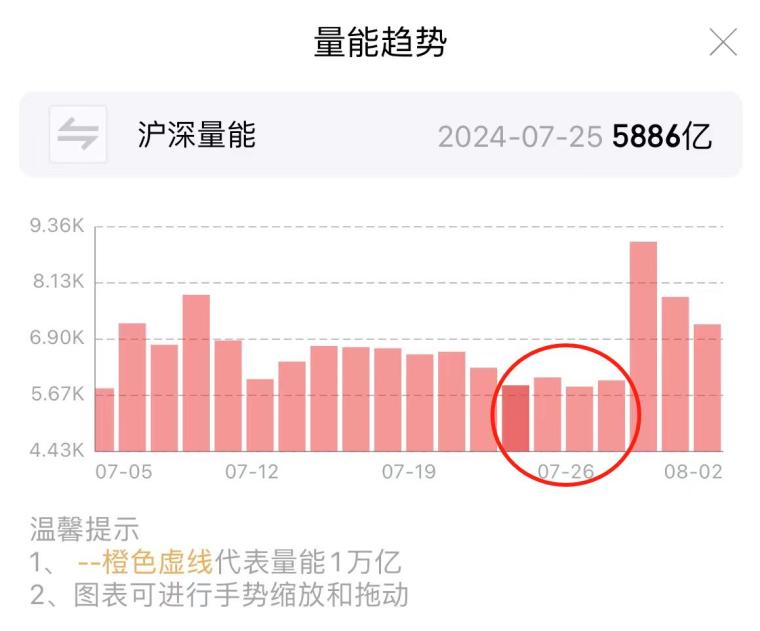 量能趋势
沪深量能 2024-07-25 5886亿
9.36K
8.13K
6.90K
5.67K
4.43K
07-05 07-12 07-19 07-26 08-02
温馨提示
1、 --橙色虚线代表量能1万亿
2、图表可进行手势缩放和拖动